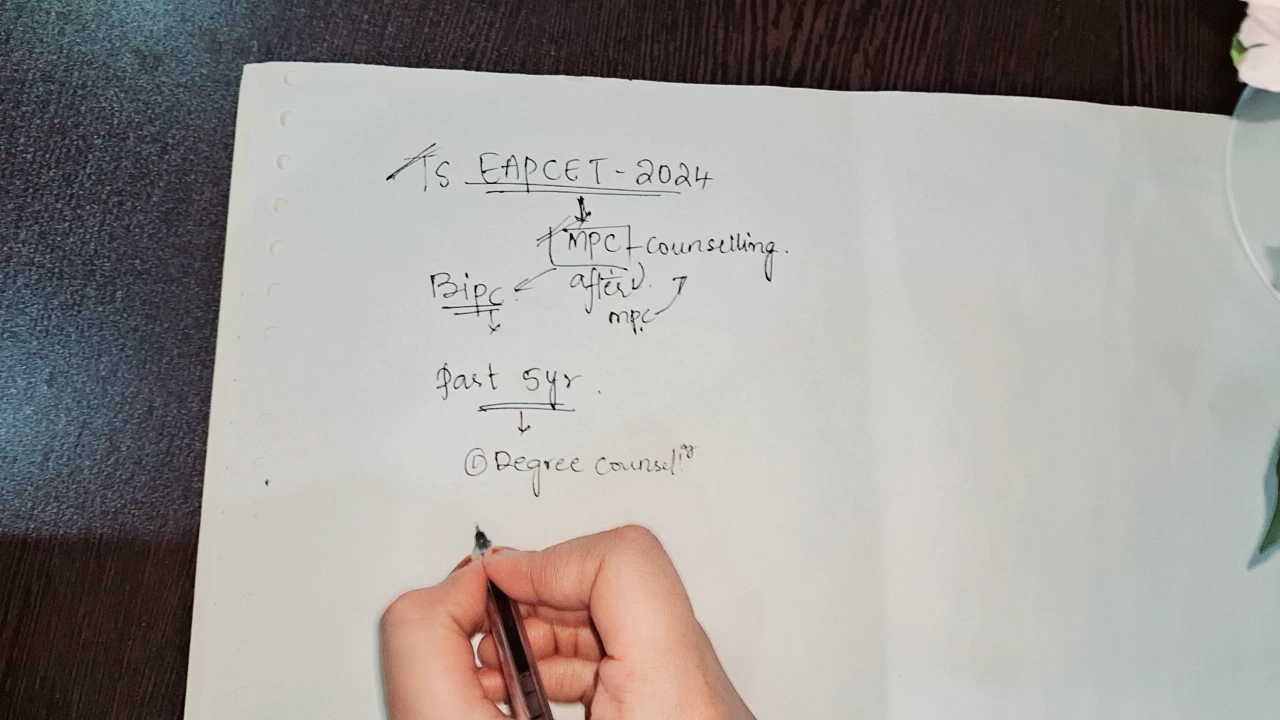 TS EAPCET - 2024
MPC - counselling.
Bipc after
mpc
Past 5yr.
① Degree counselling